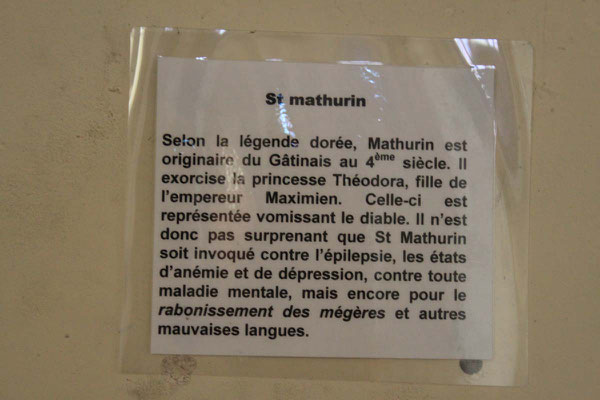 St mathurin
Selon la légende dorée, Mathurin est
originaire du Gâtinais au 4ème siècle. Il
exorcise la princesse Théodora, fille de
l'empereur Maximien. Celle-ci est
représentée vomissant le diable. Il n'est
donc pas surprenant que St Mathurin
soit invoqué contre l'épilepsie, les états
d'anémie et de dépression, contre toute
maladie mentale, mais encore pour le
rabonissement des mégères et autres
mauvaises langues.